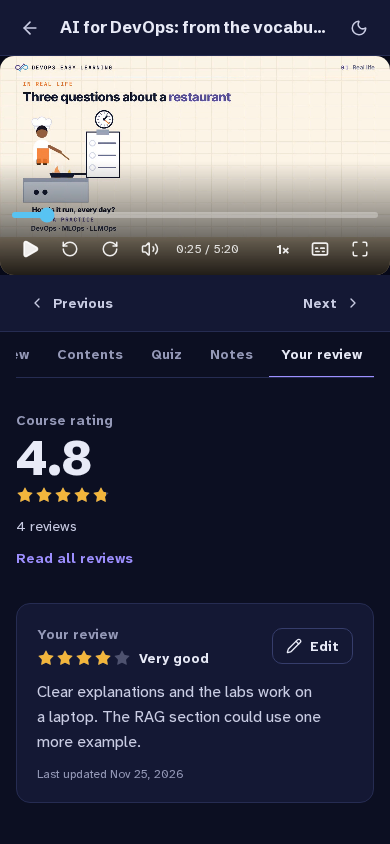 AI for DevOps: from the vocabu...
DEVOPS EASY LEARNING
01 Real life
IN REAL LIFE
Three questions about a restaurant
How is it run, every day?
PRACTICE
DevOps · MLOps · LLMOps
0:25 / 5:20
1×
Previous
Next
ew
Contents
Quiz
Notes
Your review
Course rating
4.8
4 reviews
Read all reviews
Your review
Very good
Edit
Clear explanations and the labs work on
a laptop. The RAG section could use one
more example.
Last updated Nov 25, 2026